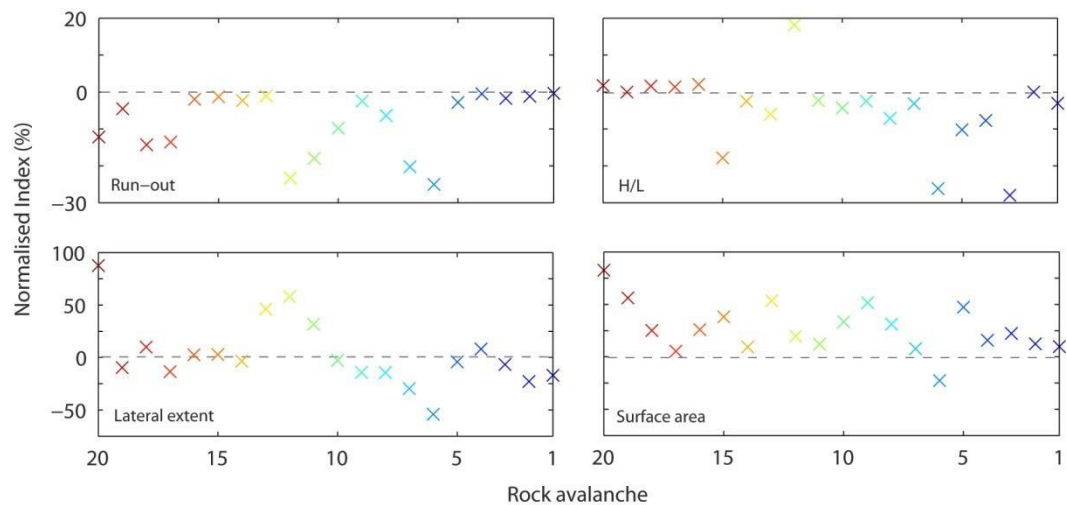 Normalised Index (%)
20
0
−30
Run−out
H/L
100
50
0
−50
Lateral extent
Surface area
20
15
10
5
1
20
15
10
5
1
Rock avalanche